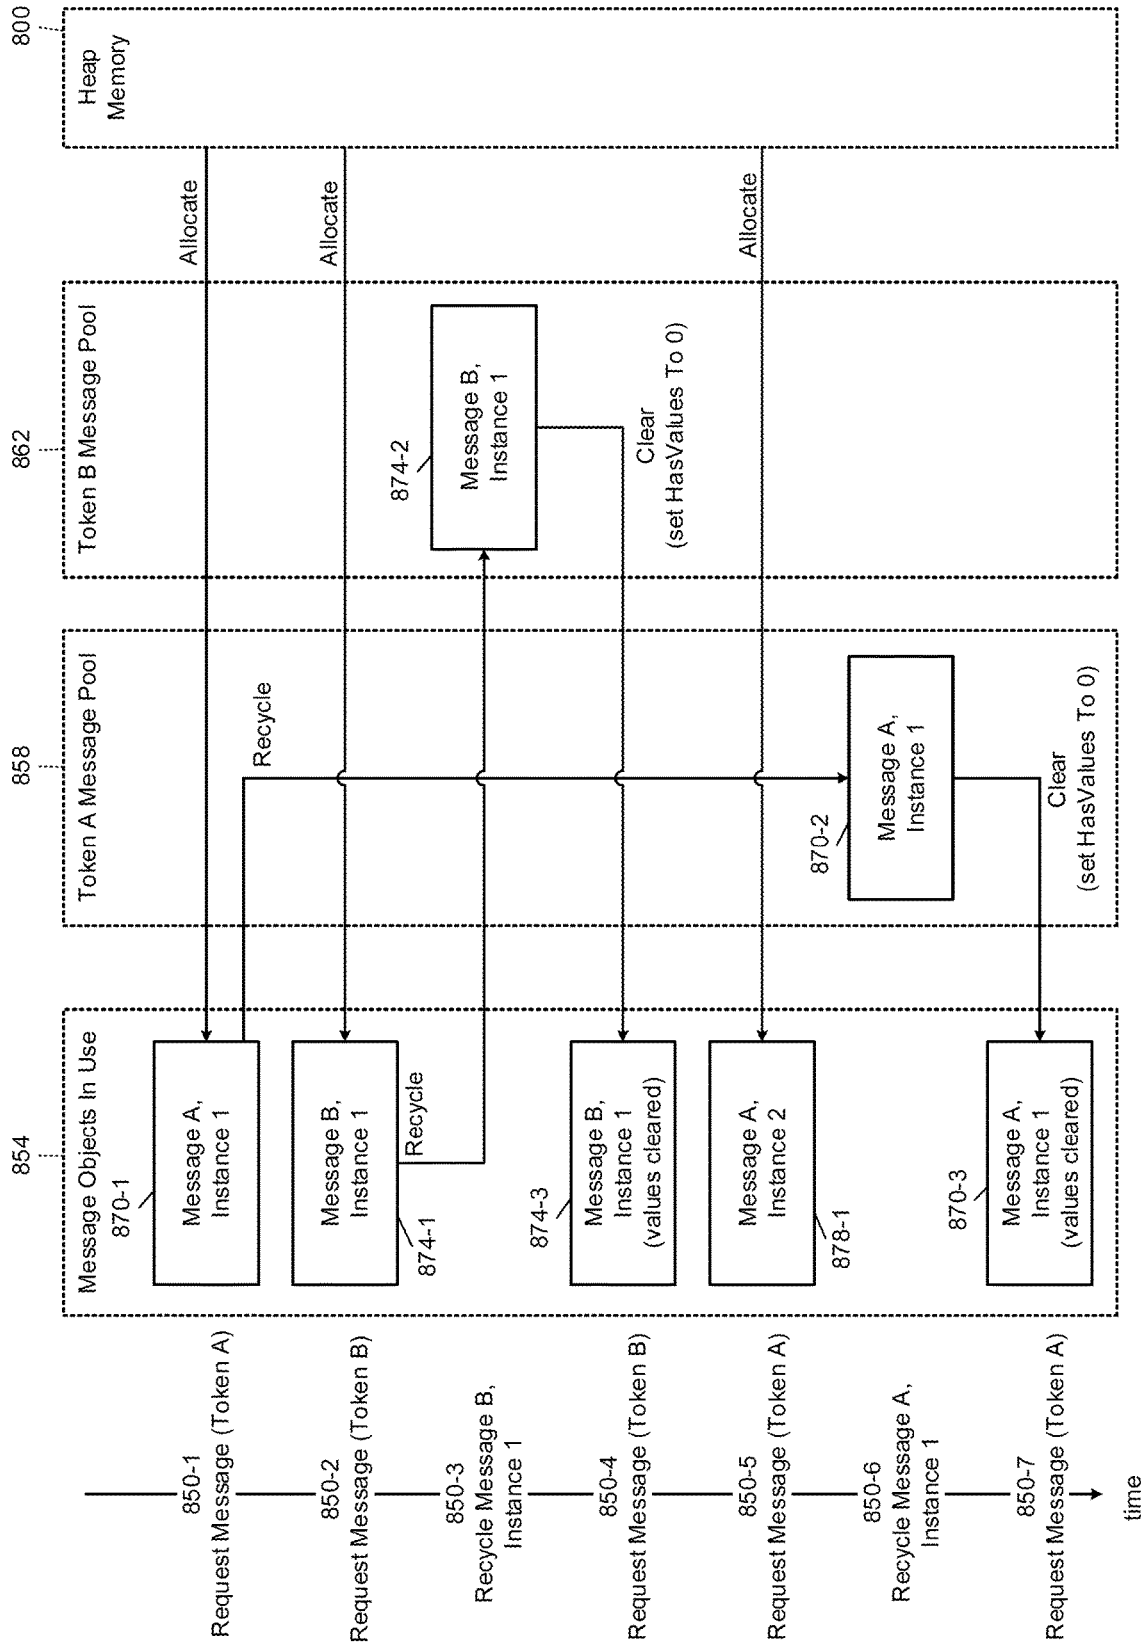 850-1
Request Message (Token A)
850-2
Request Message (Token B)
850-3
Recycle Message B,
Instance 1
850-4
Request Message (Token B)
850-5
Request Message (Token A)
850-6
Recycle Message A,
Instance 1
850-7
Request Message (Token A)
time
854
Message Objects In Use
870-1
Message A,
Instance 1
Message B,
Instance 1
874-1
Recycle
874-3
Message B,
Instance 1
(values cleared)
Message A,
Instance 2
878-1
870-3
Message A,
Instance 1
(values cleared)
858
Token A Message Pool
Recycle
870-2
Message A,
Instance 1
Clear
(set HasValues To 0)
862
Token B Message Pool
874-2
Message B,
Instance 1
Clear
(set HasValues To 0)
Allocate
Allocate
Allocate
800
Heap
Memory